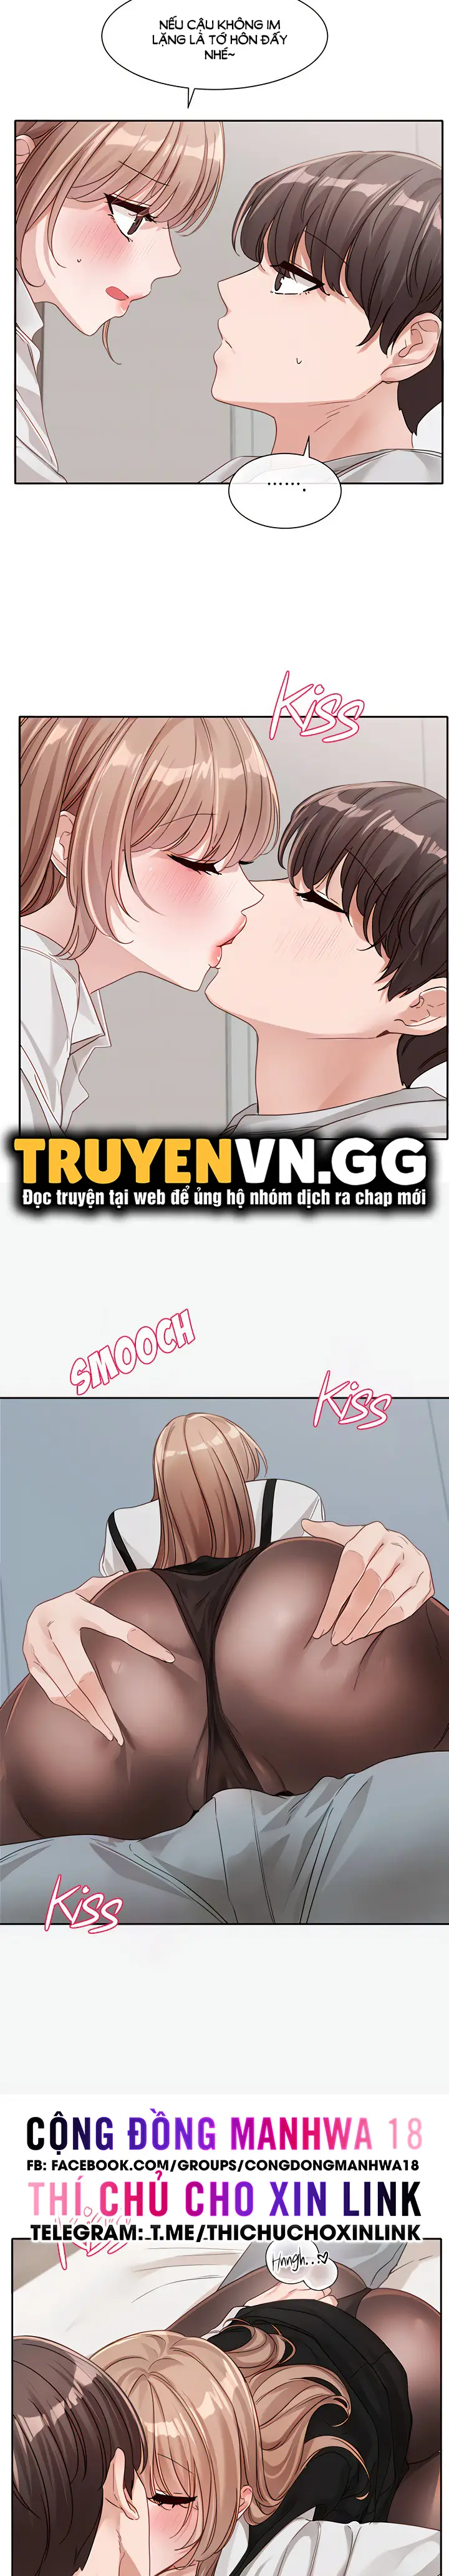 NẾU CẬU KHÔNG IM
LẶNG LÀ TỚ HÔN ĐẤY
NHÉ~
.......
Kiss
TRUYENVN.GG
Đọc truyện tại web để ủng hộ nhóm dịch ra chap mới
SMOOCH
Kiss
Kiss
CỘNG ĐỒNG MANHWA 18
FB: FACEBOOK.COM/GROUPS/CONGDONGMANHWA18
THÍ CHỦ CHO XIN LINK
TELEGRAM: T.ME/THICHUCHOXINLINK
Kiss
Hnngh...♡